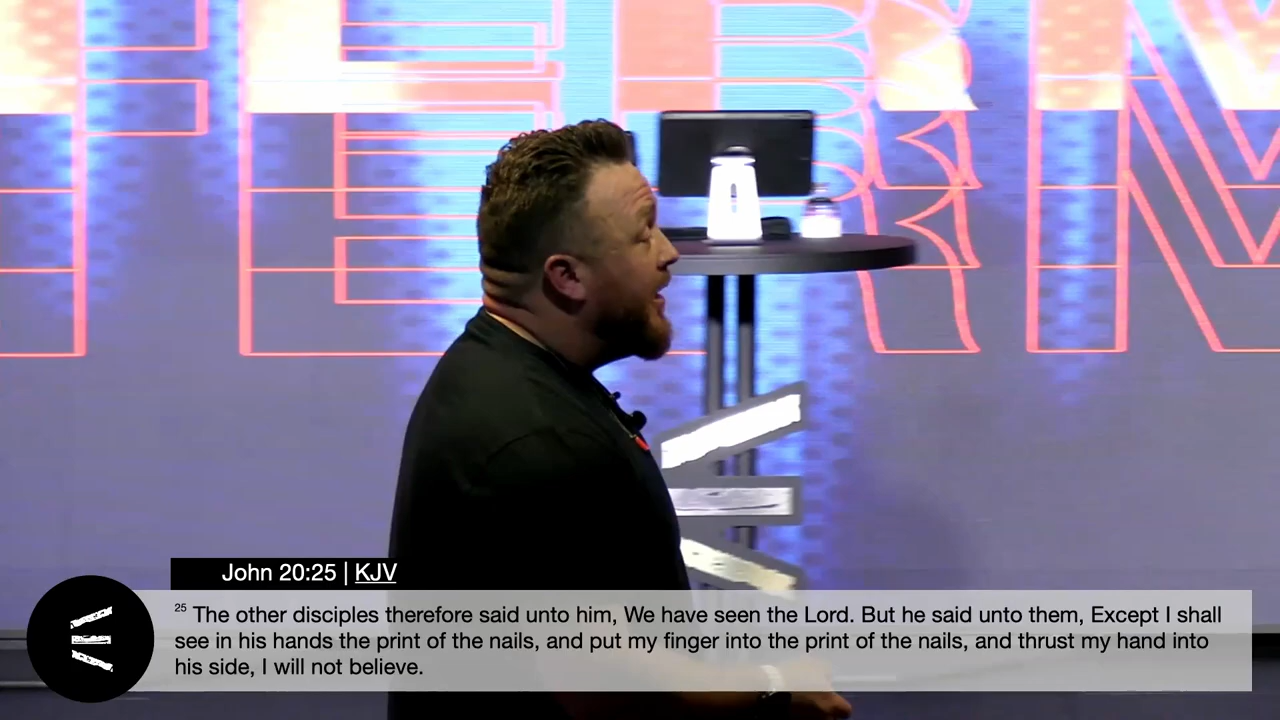 TERM
John 20:25 | KJV
25 The other disciples therefore said unto him, We have seen the Lord. But he said unto them, Except I shall
see in his hands the print of the nails, and put my finger into the print of the nails, and thrust my hand into
his side, I will not believe.